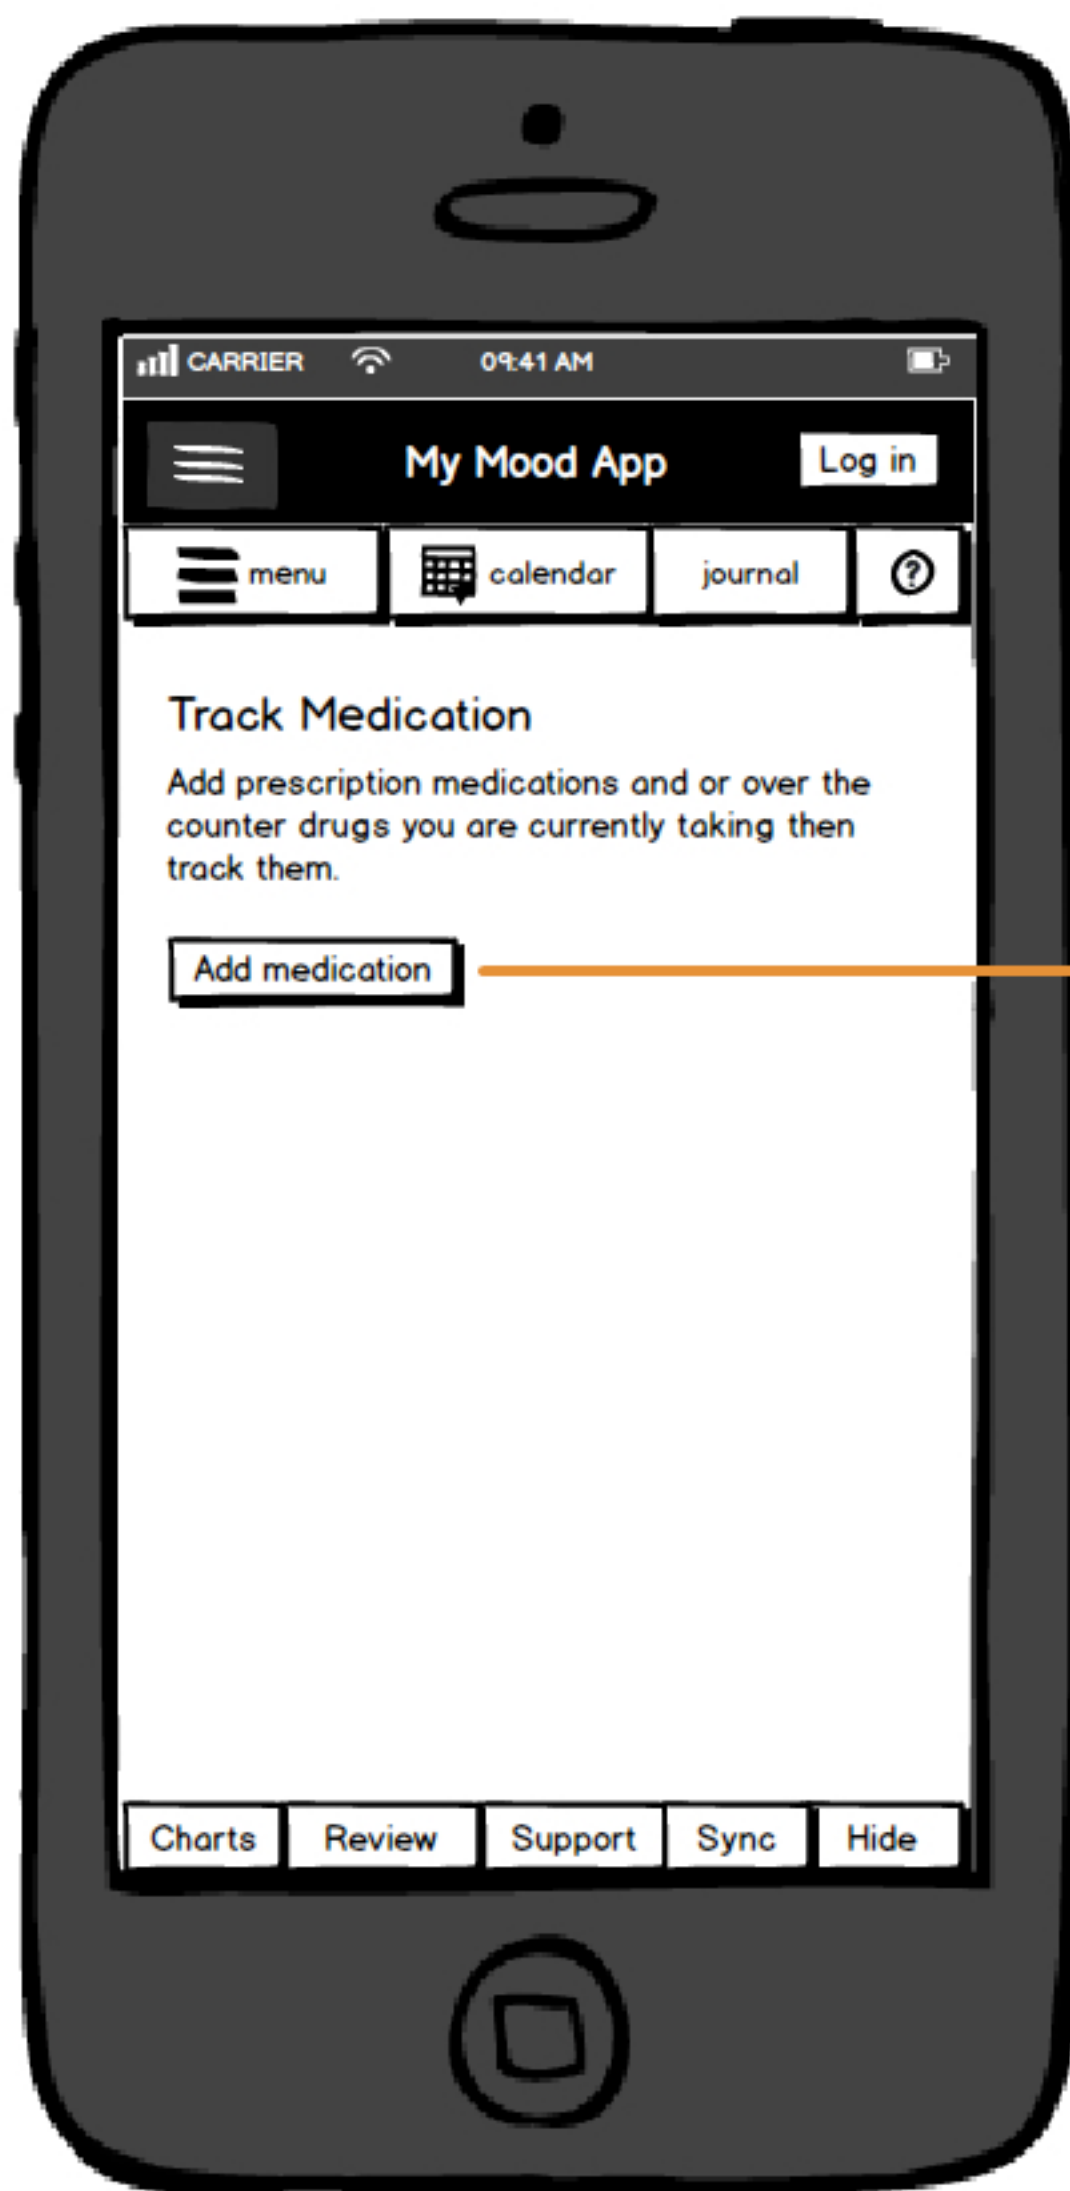 CARRIER 09:41 AM
My Mood App Log in
menu calendar journal ?
Track Medication
Add prescription medications and or over the
counter drugs you are currently taking then
track them.
Add medication
Charts Review Support Sync Hide